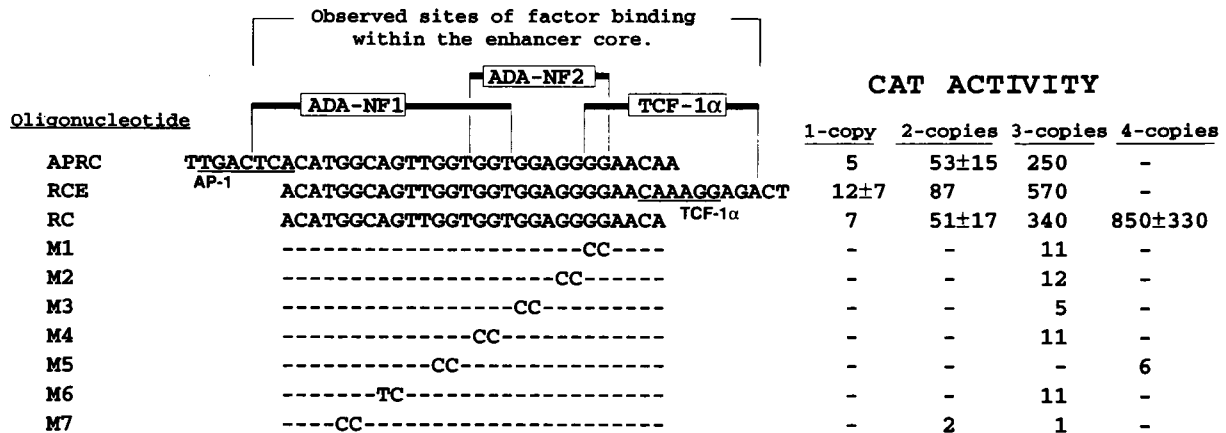 Observed sites of factor binding
within the enhancer core.
ADA-NF2
ADA-NF1 TCF-1α
CAT ACTIVITY
Oligonucleotide 1-copy 2-copies 3-copies 4-copies
APRC TTGACTCACATGGCAGTTGGTGGTGGAGGGGAACAA 5 53±15 250 -
AP-1
RCE ACATGGCAGTTGGTGGTGGAGGGGAACAAAGGAGACT 12±7 87 570 -
TCF-1α
RC ACATGGCAGTTGGTGGTGGAGGGGAACA 7 51±17 340 850±330
M1 ----------------------CC---- - - 11 -
M2 --------------------CC------ - - 12 -
M3 -----------------CC--------- - - 5 -
M4 --------------CC------------ - - 11 -
M5 -----------CC--------------- - - - 6
M6 -------TC------------------- - - 11 -
M7 ----CC---------------------- - 2 1 -